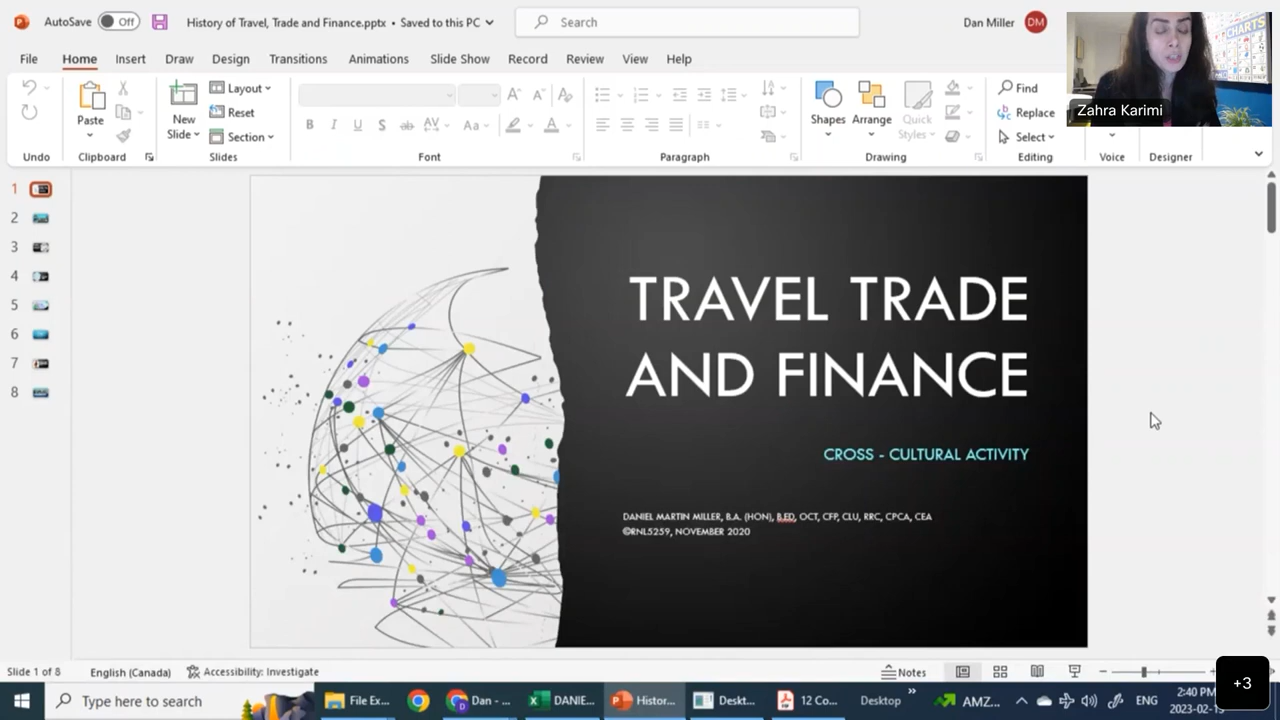 AutoSave Off History of Travel, Trade and Finance.pptx • Saved to this PC Search Dan Miller DM
CHARTS
Zahra Karimi
File Home Insert Draw Design Transitions Animations Slide Show Record Review View Help
Paste
New
Slide
Layout
Reset
Section
B I U S ab AV Aa A
Shapes Arrange Quick
Styles
Find
Replace
Select
Undo Clipboard Slides Font Paragraph Drawing Editing Voice Designer
1
2
3
4
5
6
7
8
TRAVEL TRADE
AND FINANCE
CROSS - CULTURAL ACTIVITY
DANIEL MARTIN MILLER, B.A. (HON), B.ED, OCT, CFP, CLU, RRC, CPCA, CEA
©RNL5259, NOVEMBER 2020
Slide 1 of 8 English (Canada) Accessibility: Investigate Notes
Type here to search File Ex... Dan - ... DANIE... Histor... Deskt... 12 Co... Desktop AMZ... ENG 2:40 PM
+3